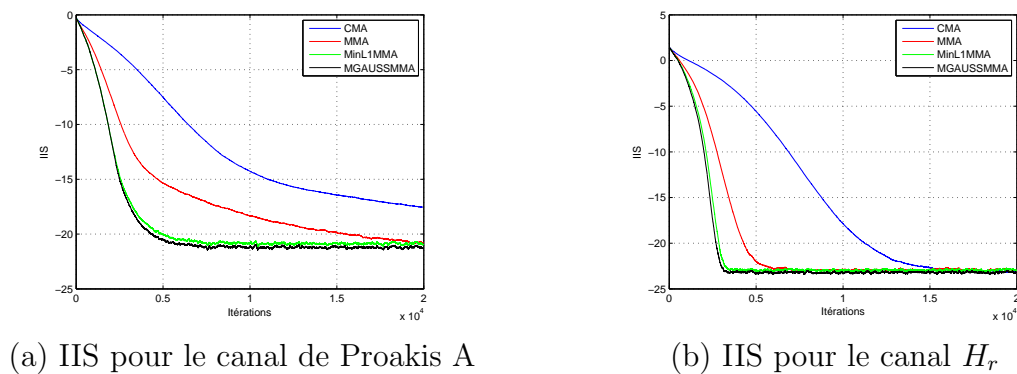 0
−5
−10
−15
−20
−25
IIS
0
0.5
1
1.5
2
x 10⁴
Itérations
CMA
MMA
MinL1MMA
MGAUSSMMA
(a) IIS pour le canal de Proakis A
5
0
−5
−10
−15
−20
−25
IIS
0
0.5
1
1.5
2
x 10⁴
Itérations
CMA
MMA
MinL1MMA
MGAUSSMMA
(b) IIS pour le canal Hᵣ